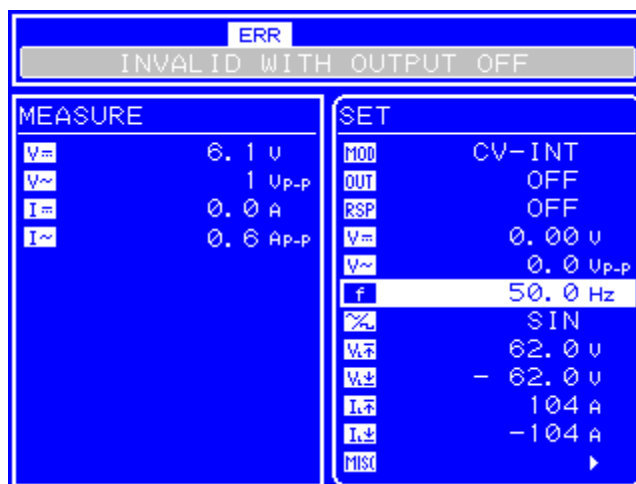 ERR
INVALID WITH OUTPUT OFF
MEASURE
V⎓ 6.1 V
V~ 1 Vp-p
I⎓ 0.0 A
I~ 0.6 Ap-p
SET
MOD CV-INT
OUT OFF
RSP OFF
V⎓ 0.00 V
V~ 0.0 Vp-p
f 50.0 Hz
SIN
V 62.0 V
V - 62.0 V
I 104 A
I -104 A
MISC